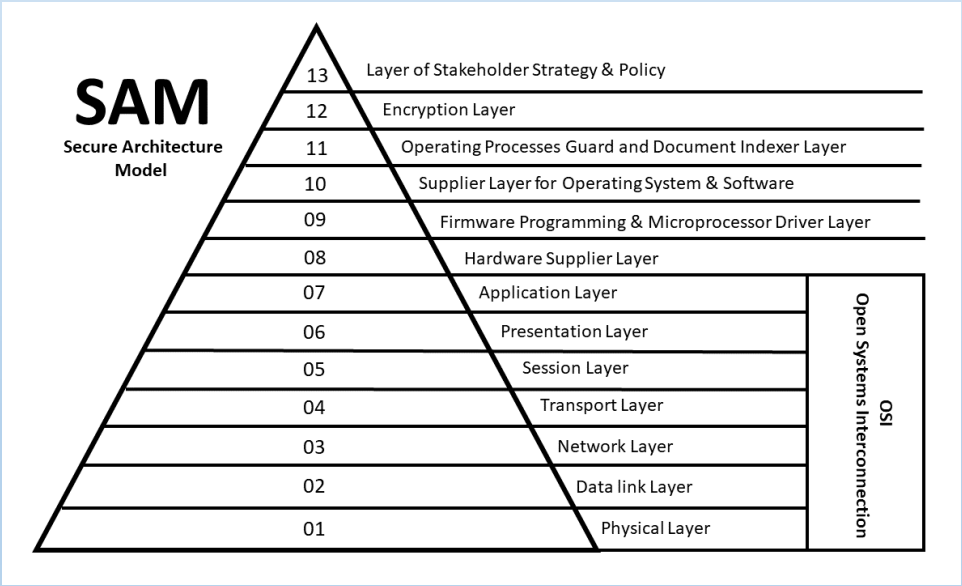 SAM
Secure Architecture
Model
13 Layer of Stakeholder Strategy & Policy
12 Encryption Layer
11 Operating Processes Guard and Document Indexer Layer
10 Supplier Layer for Operating System & Software
09 Firmware Programming & Microprocessor Driver Layer
08 Hardware Supplier Layer
07 Application Layer
06 Presentation Layer
05 Session Layer
04 Transport Layer
03 Network Layer
02 Data link Layer
01 Physical Layer
OSI
Open Systems Interconnection